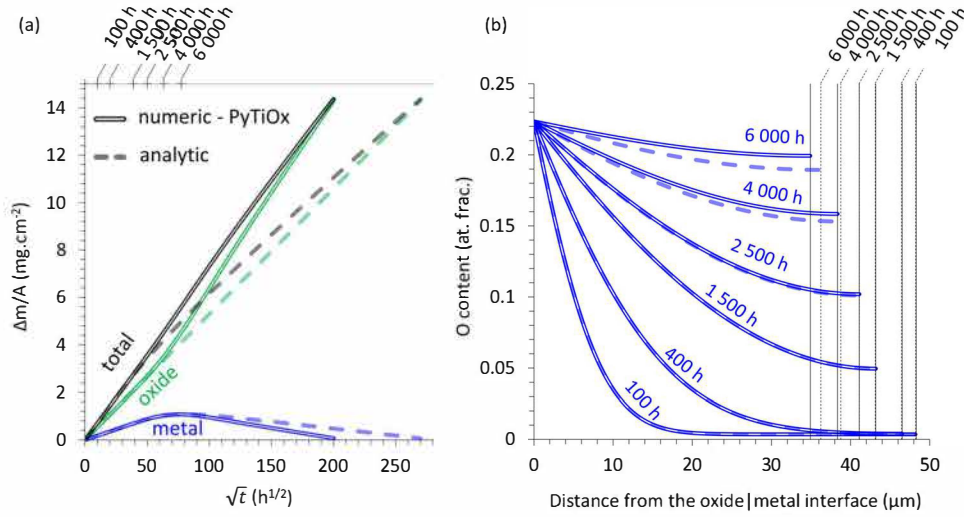 (a)
100 h
400 h
1 500 h
2 500 h
4 000 h
6 000 h
14
12
10
8
6
4
2
0
Δm/A (mg.cm⁻²)
numeric - PyTiOx
analytic
total
oxide
metal
0 50 100 150 200 250
√t (h¹ᐟ²)
(b)
6 000 h
4 000 h
2 500 h
1 500 h
400 h
100 h
0.25
0.2
0.15
0.1
0.05
0
O content (at. frac.)
6 000 h
4 000 h
2 500 h
1 500 h
400 h
100 h
0 10 20 30 40 50
Distance from the oxide|metal interface (μm)